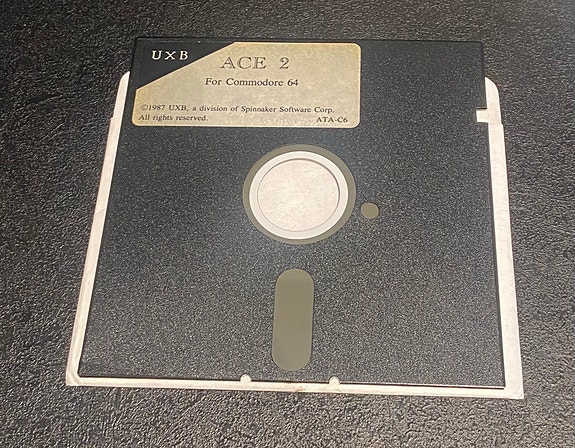 UXB
ACE 2
For Commodore 64
©1987 UXB, a division of Spinnaker Software Corp.
All rights reserved. ATA-C6